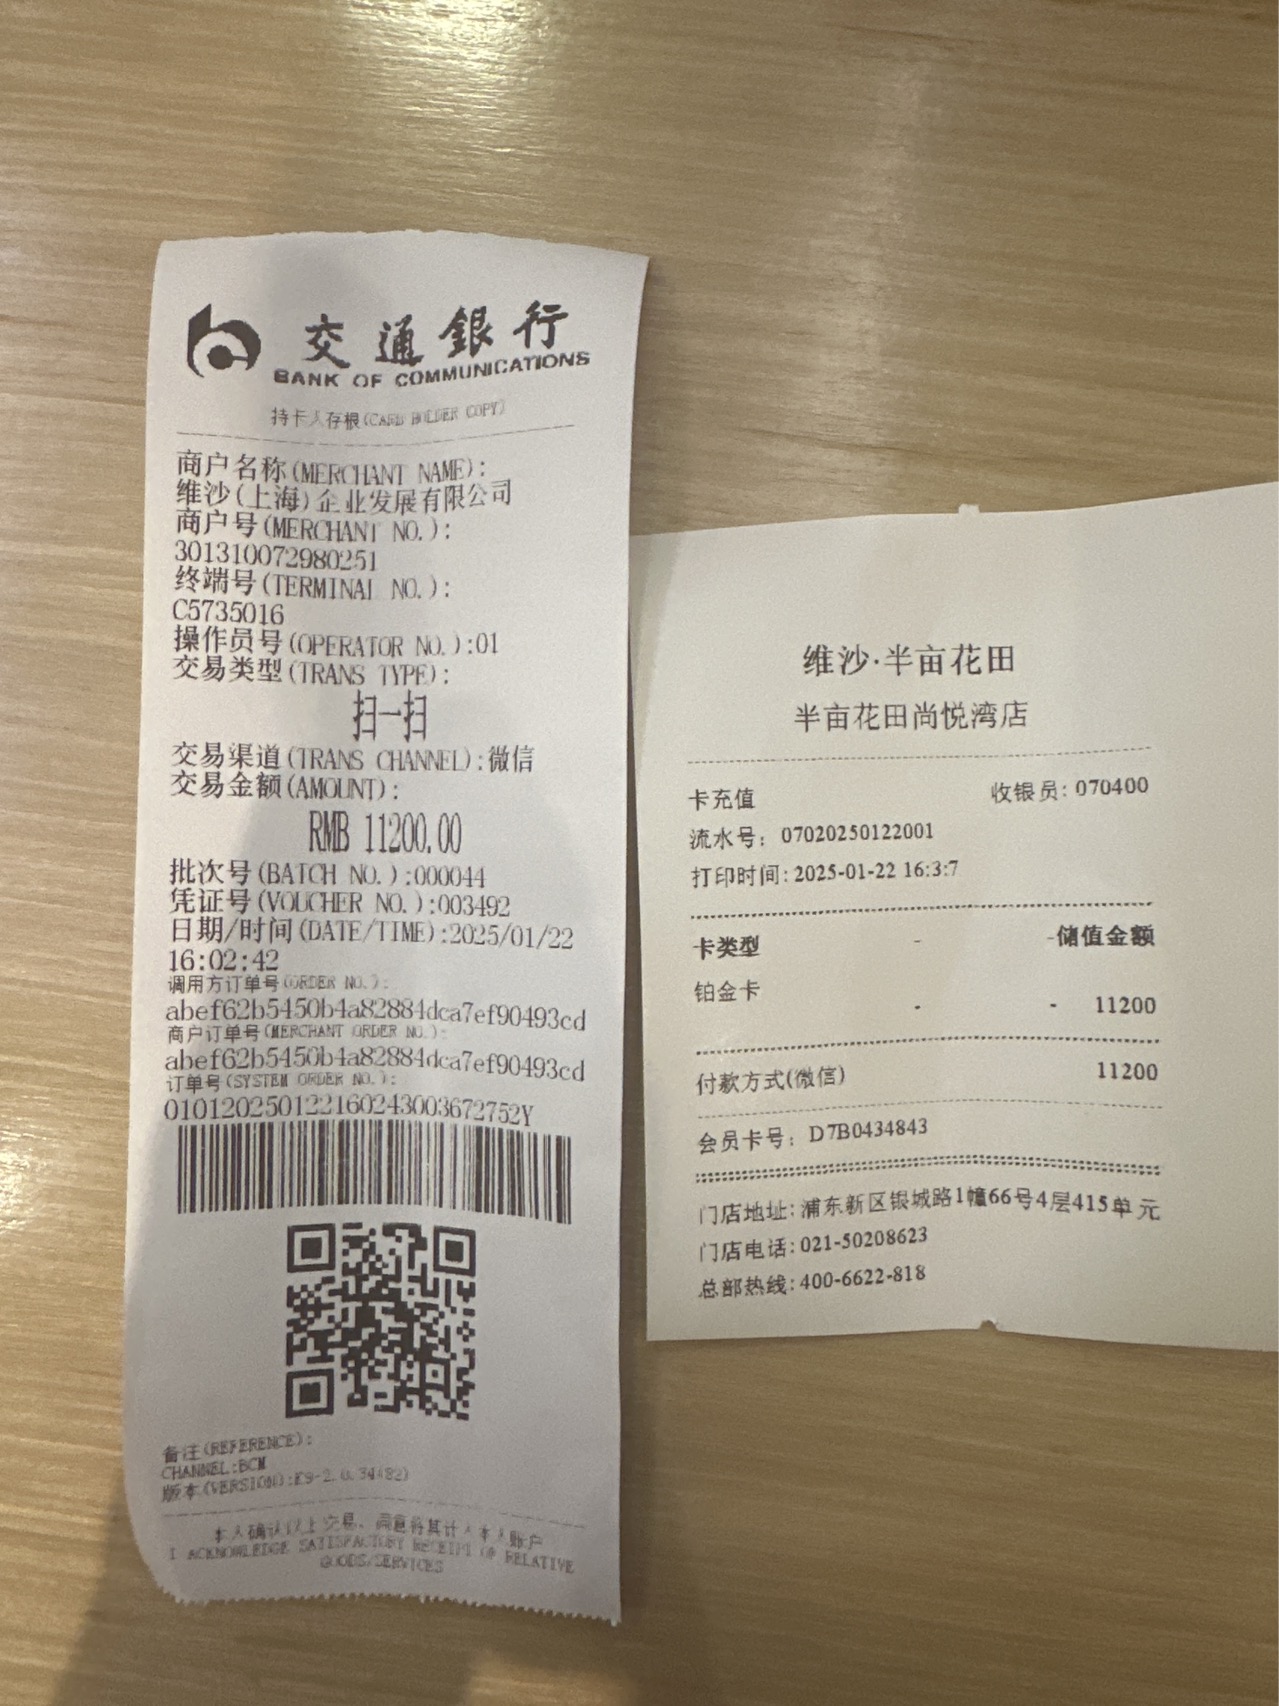 交通銀行
BANK OF COMMUNICATIONS
持卡人存根(CARD HOLDER COPY)
商户名称(MERCHANT NAME):
维沙(上海)企业发展有限公司
商户号(MERCHANT NO.):
301310072980251
终端号(TERMINAL NO.):
C5735016
操作员号(OPERATOR NO.):01
交易类型(TRANS TYPE):
扫一扫
交易渠道(TRANS CHANNEL):微信
交易金额(AMOUNT):
RMB 11200.00
批次号(BATCH NO.):000044
凭证号(VOUCHER NO.):003492
日期/时间(DATE/TIME):2025/01/22
16:02:42
调用方订单号(ORDER NO.):
abef62b5450b4a82884dca7ef90493cd
商户订单号(MERCHANT ORDER NO.):
abef62b5450b4a82884dca7ef90493cd
订单号(SYSTEM ORDER NO.):
01012025012216024300367​2752Y
备注(REFERENCE):
CHANNEL:BCM
版本(VERSION):K9-2.0.34(82)
本人确认以上交易、同意将其计入本人账户
I ACKNOWLEDGE SATISFACTORY RECEIPT OF RELATIVE
GOODS/SERVICES
维沙·半亩花田
半亩花田尚悦湾店
卡充值 收银员: 070400
流水号: 07020250122001
打印时间: 2025-01-22 16:3:7
卡类型 - -储值金额
铂金卡
- - 11200
付款方式(微信) 11200
会员卡号: D7B0434843
门店地址: 浦东新区银城路1幢66号4层415单元
门店电话: 021-50208623
总部热线: 400-6622-818